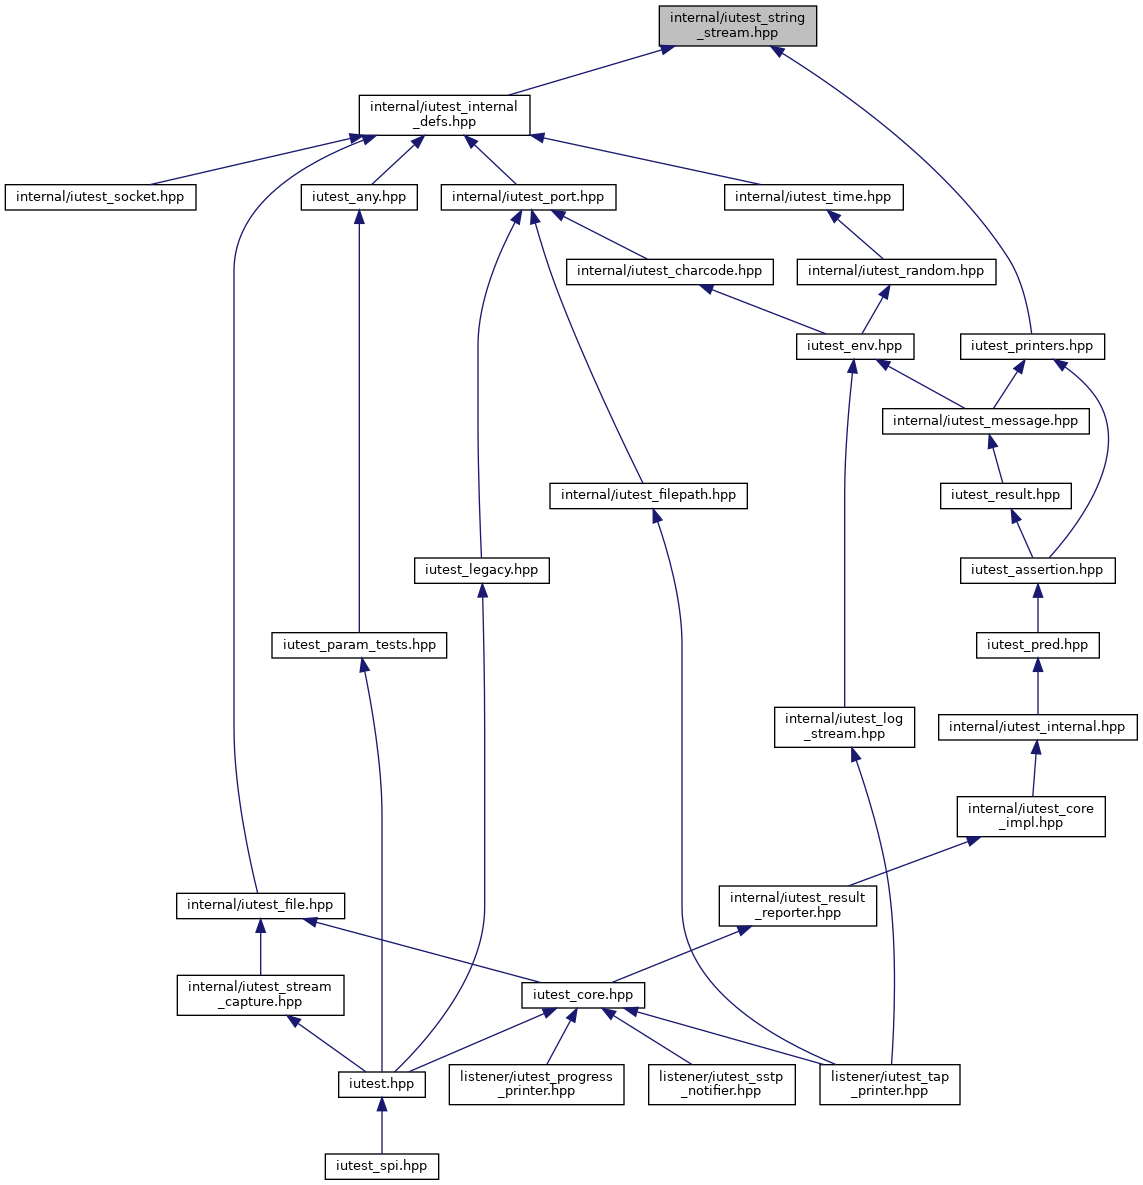 internal/iutest_string
_stream.hpp
internal/iutest_internal
_defs.hpp
internal/iutest_socket.hpp
iutest_any.hpp
internal/iutest_port.hpp
internal/iutest_time.hpp
internal/iutest_charcode.hpp
internal/iutest_random.hpp
iutest_env.hpp
iutest_printers.hpp
internal/iutest_message.hpp
internal/iutest_filepath.hpp
iutest_result.hpp
iutest_legacy.hpp
iutest_assertion.hpp
iutest_param_tests.hpp
iutest_pred.hpp
internal/iutest_log
_stream.hpp
internal/iutest_internal.hpp
internal/iutest_core
_impl.hpp
internal/iutest_file.hpp
internal/iutest_result
_reporter.hpp
internal/iutest_stream
_capture.hpp
iutest_core.hpp
iutest.hpp
listener/iutest_progress
_printer.hpp
listener/iutest_sstp
_notifier.hpp
listener/iutest_tap
_printer.hpp
iutest_spi.hpp